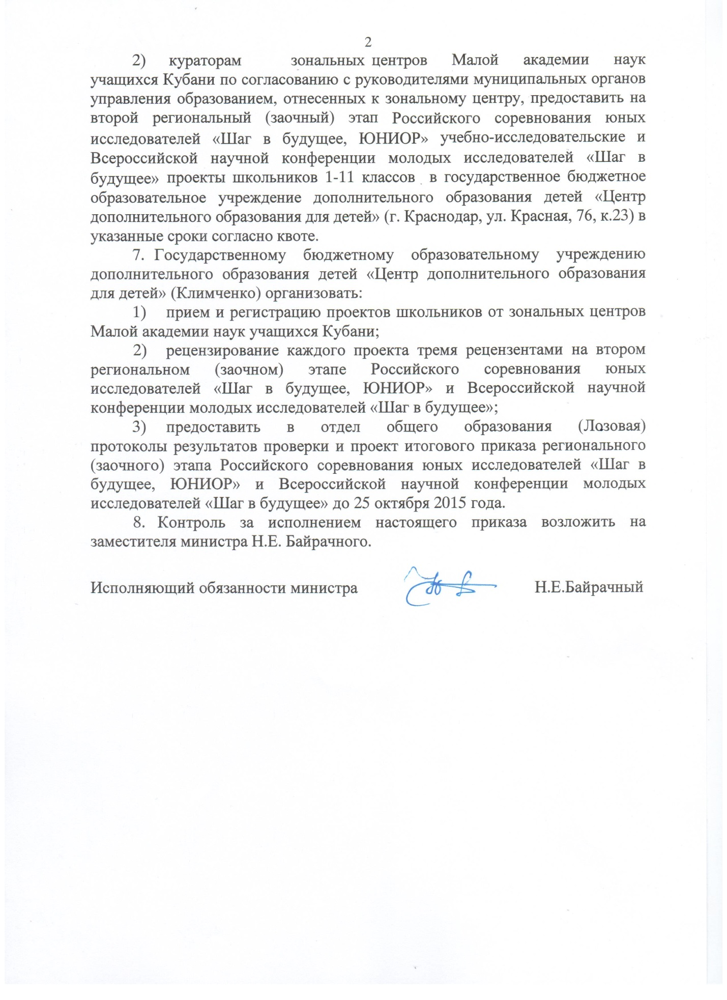 2
2) кураторам зональных центров Малой академии наук
учащихся Кубани по согласованию с руководителями муниципальных органов
управления образованием, отнесенных к зональному центру, предоставить на
второй региональный (заочный) этап Российского соревнования юных
исследователей «Шаг в будущее, ЮНИОР» учебно-исследовательские и
Всероссийской научной конференции молодых исследователей «Шаг в
будущее» проекты школьников 1-11 классов в государственное бюджетное
образовательное учреждение дополнительного образования детей «Центр
дополнительного образования для детей» (г. Краснодар, ул. Красная, 76, к.23) в
указанные сроки согласно квоте.
7. Государственному бюджетному образовательному учреждению
дополнительного образования детей «Центр дополнительного образования
для детей» (Климченко) организовать:
1) прием и регистрацию проектов школьников от зональных центров
Малой академии наук учащихся Кубани;
2) рецензирование каждого проекта тремя рецензентами на втором
региональном (заочном) этапе Российского соревнования юных
исследователей «Шаг в будущее, ЮНИОР» и Всероссийской научной
конференции молодых исследователей «Шаг в будущее»;
3) предоставить в отдел общего образования (Лозовая)
протоколы результатов проверки и проект итогового приказа регионального
(заочного) этапа Российского соревнования юных исследователей «Шаг в
будущее, ЮНИОР» и Всероссийской научной конференции молодых
исследователей «Шаг в будущее» до 25 октября 2015 года.
8. Контроль за исполнением настоящего приказа возложить на
заместителя министра Н.Е. Байрачного.
Исполняющий обязанности министра Н.Е.Байрачный